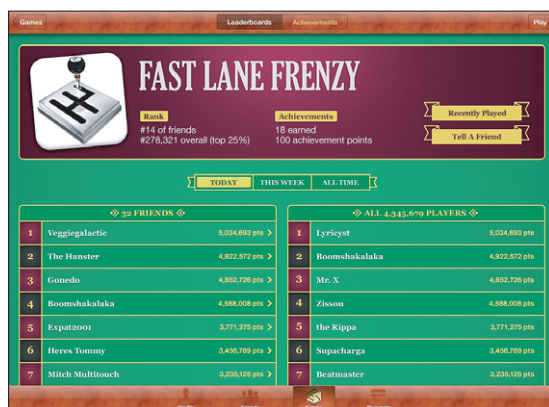 Games
Leaderboards Achievements
Play
FAST LANE FRENZY
Rank
#14 of friends
#278,321 overall (top 25%)
Achievements
18 earned
100 achievement points
Recently Played
Tell A Friend
TODAY THIS WEEK ALL TIME
32 FRIENDS
1 Veggiegalactic 5,034,693 pts
2 The Hanster 4,922,572 pts
3 Gonedo 4,852,726 pts
4 Boomshakalaka 4,588,008 pts
5 Expat2001 3,771,275 pts
6 Heres Tommy 3,456,789 pts
7 Mitch Multitouch 3,235,125 pts
ALL 4,345,679 PLAYERS
1 Lyricyst 5,034,693 pts
2 Boomshakalaka 4,922,572 pts
3 Mr. X 4,852,726 pts
4 Zissou 4,588,008 pts
5 the Rippa 3,771,275 pts
6 Supacharga 3,456,789 pts
7 Beatmaster 3,235,125 pts